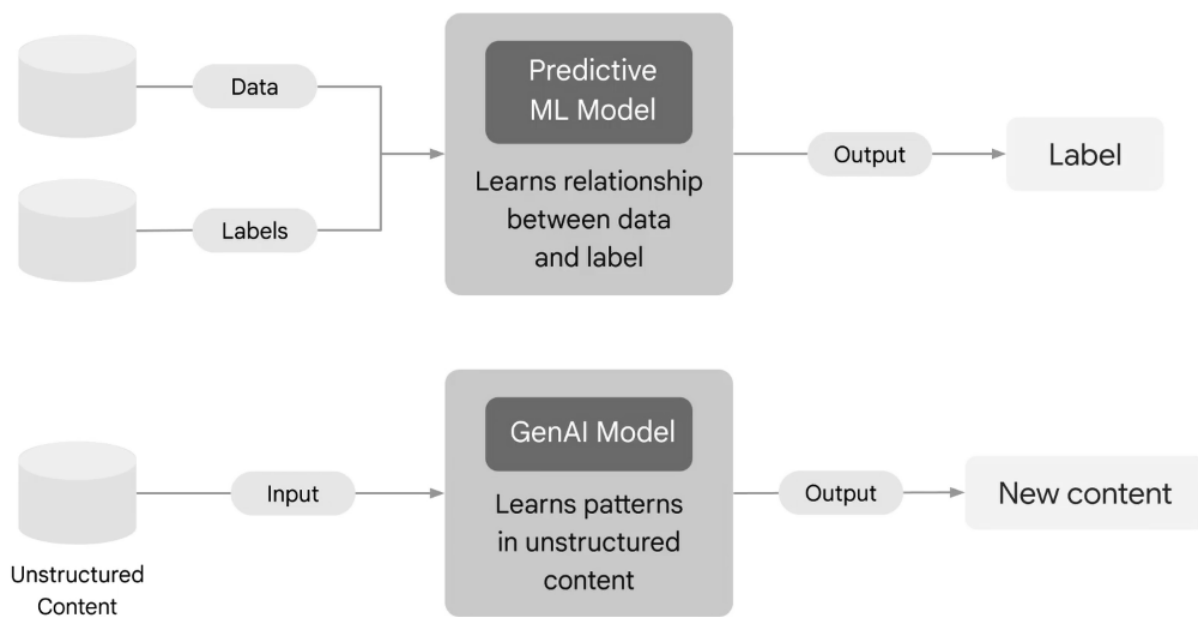 Data
Labels
Predictive
ML Model
Learns relationship
between data
and label
Output
Label
Unstructured
Content
Input
GenAI Model
Learns patterns
in unstructured
content
Output
New content